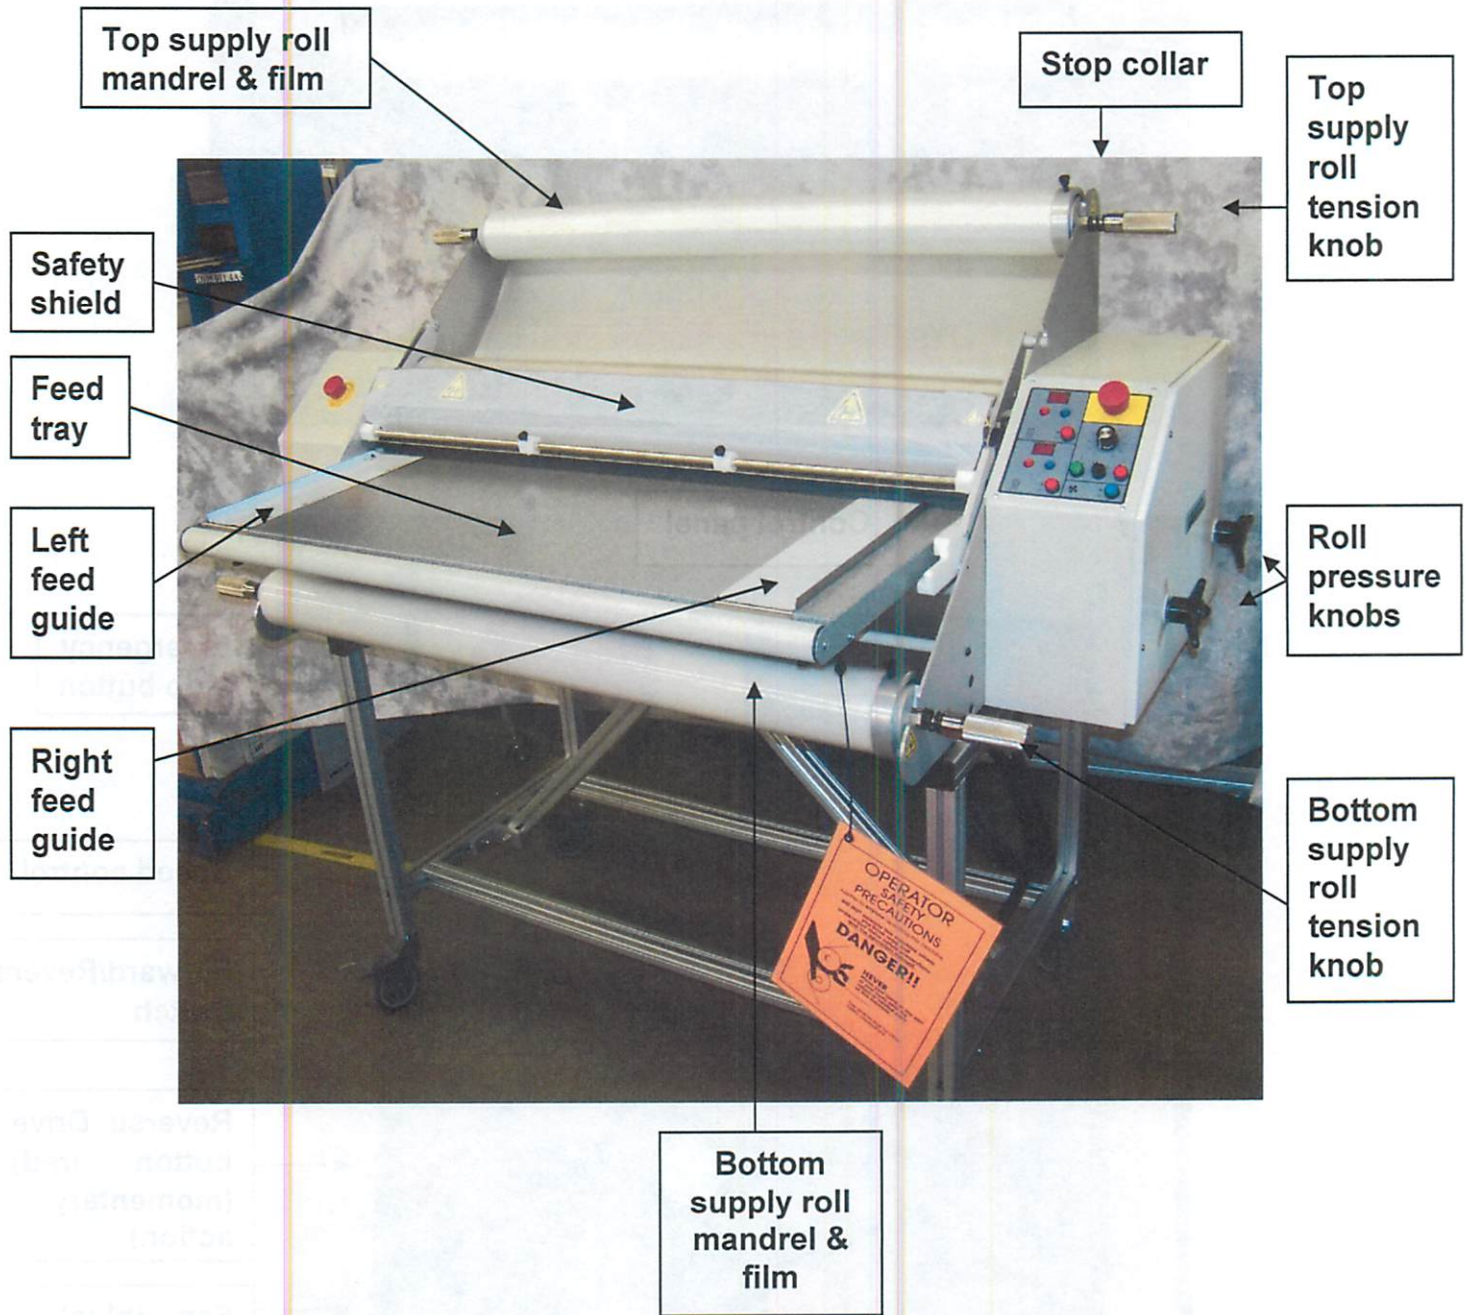 Top supply roll
mandrel & film
Stop collar
Top
supply
roll
tension
knob
Safety
shield
Feed
tray
Left
feed
guide
Roll
pressure
knobs
Right
feed
guide
Bottom
supply
roll
tension
knob
OPERATOR
SAFETY
PRECAUTIONS
DANGER!!
NEVER
Bottom
supply roll
mandrel &
film